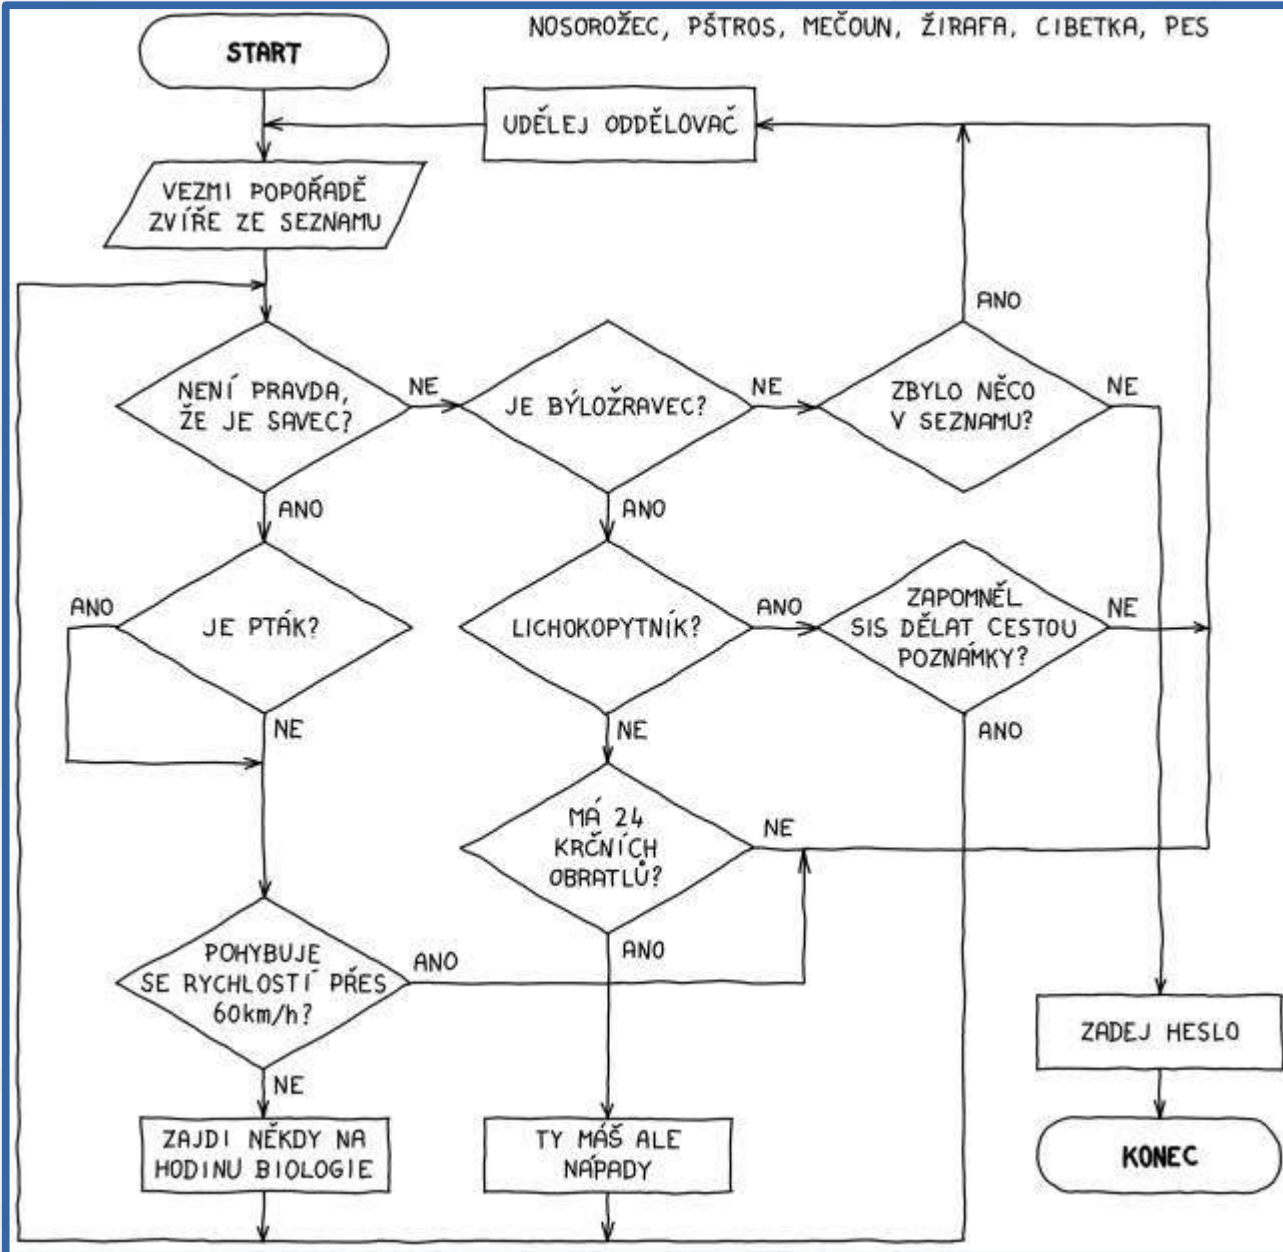 NOSOROŽEC, PŠTROS, MEČOUN, ŽIRAFA, CIBETKA, PES
START
UDĚLEJ ODDĚLOVAČ
VEZMI POPOŘADĚ
ZVÍŘE ZE SEZNAMU
ANO
NENÍ PRAVDA,
ŽE JE SAVEC?
NE
JE BÝLOŽRAVEC?
NE
ZBYLO NĚCO
V SEZNAMU?
NE
ANO
ANO
ANO
JE PTÁK?
NE
LICHOKOPYTNÍK?
ANO
NE
ZAPOMNĚL
SIS DĚLAT CESTOU
POZNÁMKY?
NE
ANO
MÁ 24
KRČNÍCH
OBRATLŮ?
NE
ANO
POHYBUJE
SE RYCHLOSTÍ PŘES
60km/h?
ANO
NE
ZADEJ HESLO
ZAJDI NĚKDY NA
HODINU BIOLOGIE
TY MÁŠ ALE
NÁPADY
KONEC